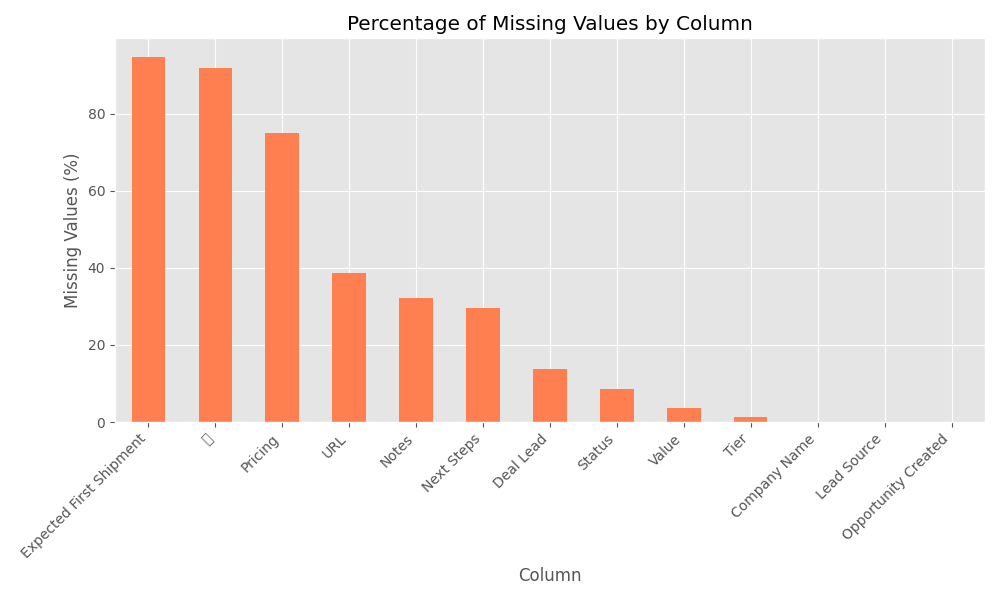 Percentage of Missing Values by Column
Missing Values (%)
80
60
40
20
0
Expected First Shipment
Pricing
URL
Notes
Next Steps
Deal Lead
Status
Value
Tier
Company Name
Lead Source
Opportunity Created
Column